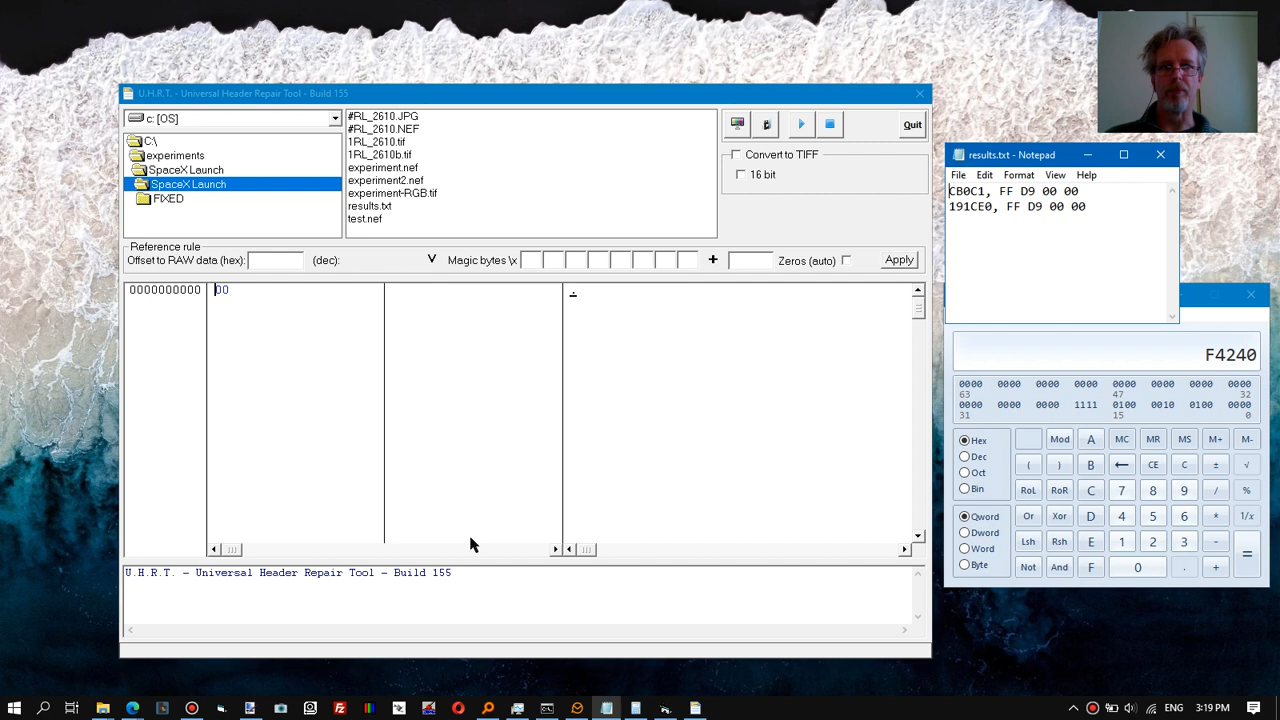 U.H.R.T. - Universal Header Repair Tool - Build 155
c: [OS]
C:\
experiments
SpaceX Launch
SpaceX Launch
FIXED
#RL_2610.JPG
#RL_2610.NEF
1RL_2610.tif
1RL_2610b.tif
experiment.nef
experiment2.nef
experiment-RGB.tif
results.txt
test.nef
Quit
Convert to TIFF
16 bit
Reference rule
Offset to RAW data (hex): (dec): V Magic bytes \x + Zeros (auto) Apply
0000000000 00 .
U.H.R.T. - Universal Header Repair Tool - Build 155
results.txt - Notepad
File Edit Format View Help
CB0C1, FF D9 00 00
191CE0, FF D9 00 00
F4240
0000 0000 0000 0000 0000 0000 0000 0000
63 47 32
0000 0000 0000 1111 0100 0010 0100 0000
31 15 0
Hex Mod A MC MR MS M+ M-
Dec ( ) B ← CE C ± √
Oct
Bin RoL RoR C 7 8 9 / %
Qword Or Xor D 4 5 6 * 1/x
Dword
Word Lsh Rsh E 1 2 3 - =
Byte Not And F 0 . +
ENG 3:19 PM